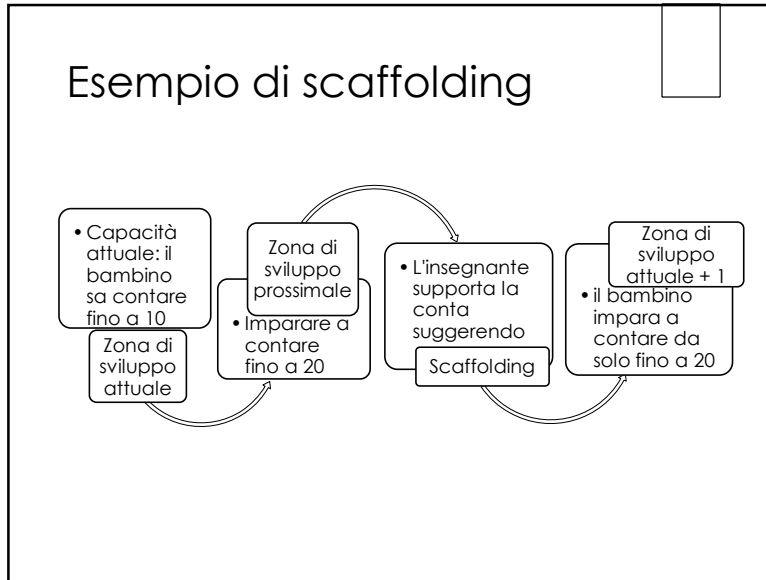 Esempio di scaffolding
• Capacità
attuale: il
bambino
sa contare
fino a 10
Zona di
sviluppo
attuale
Zona di
sviluppo
prossimale
• Imparare a
contare
fino a 20
• L'insegnante
supporta la
conta
suggerendo
Scaffolding
Zona di
sviluppo
attuale + 1
• il bambino
impara a
contare da
solo fino a 20